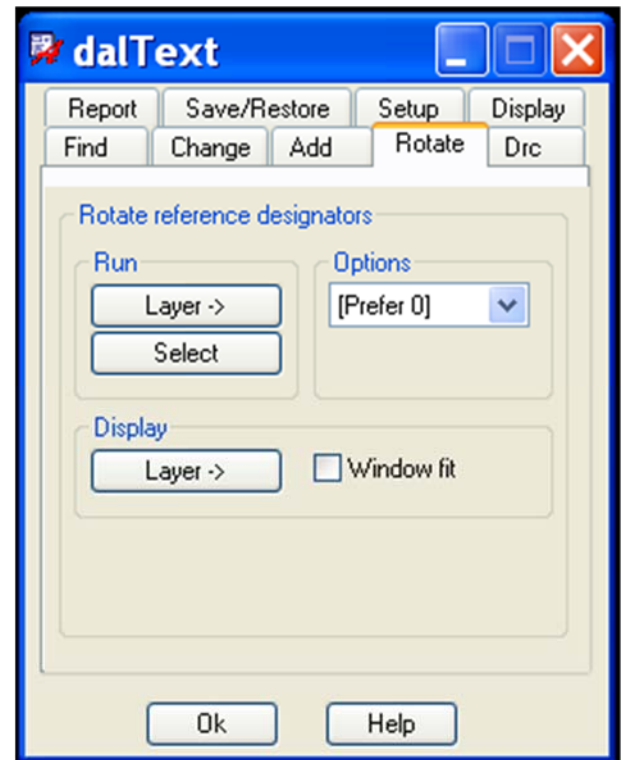 dalText
Report Save/Restore Setup Display
Find Change Add Rotate Drc
Rotate reference designators
Run Options
Layer -> [Prefer 0]
Select
Display
Layer -> Window fit
Ok Help